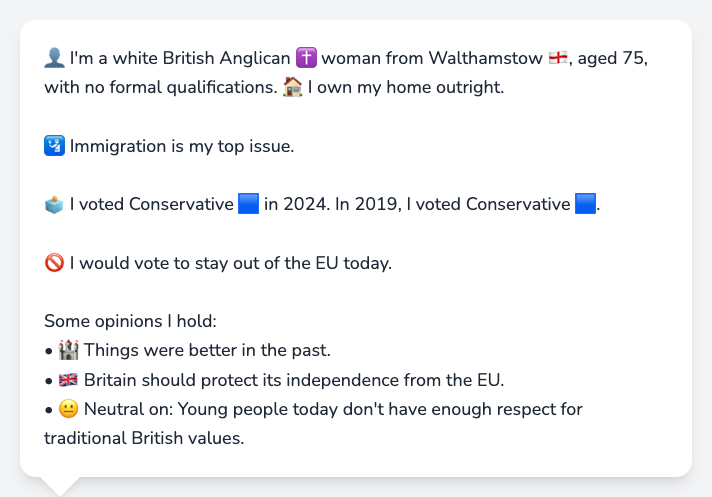 👤 I'm a white British Anglican ✝️ woman from Walthamstow 🏴󠁧󠁢󠁥󠁮󠁧󠁿, aged 75,
with no formal qualifications. 🏠 I own my home outright.
🛂 Immigration is my top issue.
🗳️ I voted Conservative 🟦 in 2024. In 2019, I voted Conservative 🟦.
🚫 I would vote to stay out of the EU today.
Some opinions I hold:
• 🏰 Things were better in the past.
• 🇬🇧 Britain should protect its independence from the EU.
• 😐 Neutral on: Young people today don't have enough respect for
traditional British values.